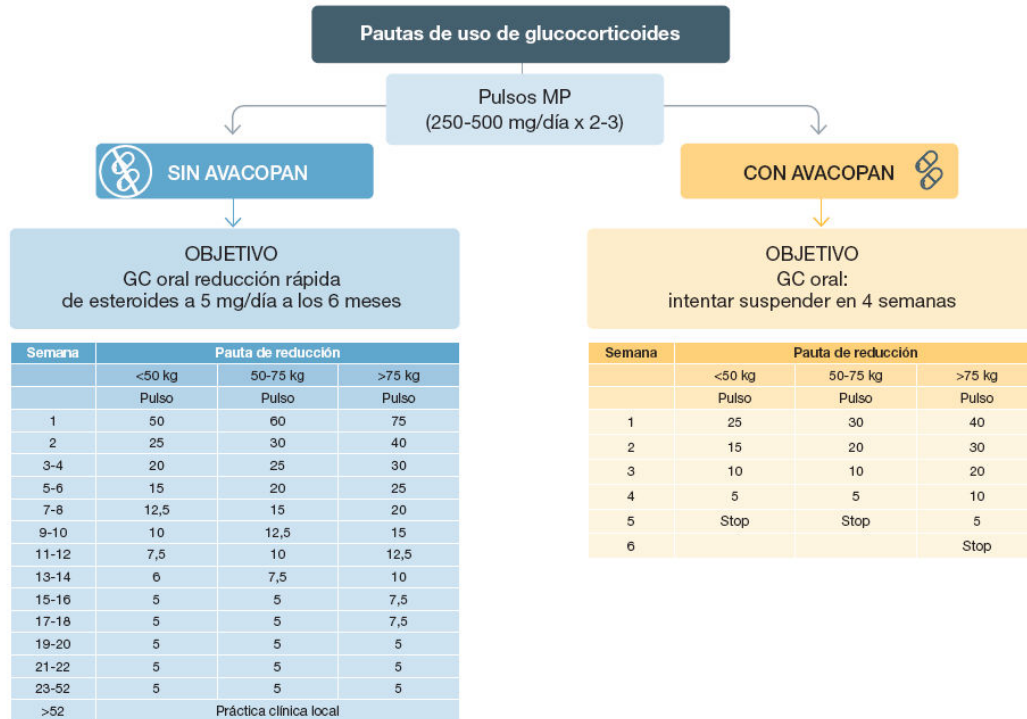 Pautas de uso de glucocorticoides
Pulsos MP
(250-500 mg/día x 2-3)
SIN AVACOPAN
OBJETIVO
GC oral reducción rápida
de esteroides a 5 mg/día a los 6 meses
Semana Pauta de reducción
<50 kg 50-75 kg >75 kg
Pulso Pulso Pulso
1 50 60 75
2 25 30 40
3-4 20 25 30
5-6 15 20 25
7-8 12,5 15 20
9-10 10 12,5 15
11-12 7,5 10 12,5
13-14 6 7,5 10
15-16 5 5 7,5
17-18 5 5 7,5
19-20 5 5 5
21-22 5 5 5
23-52 5 5 5
>52 Práctica clínica local
CON AVACOPAN
OBJETIVO
GC oral:
intentar suspender en 4 semanas
Semana Pauta de reducción
<50 kg 50-75 kg >75 kg
Pulso Pulso Pulso
1 25 30 40
2 15 20 30
3 10 10 20
4 5 5 10
5 Stop Stop 5
6 Stop